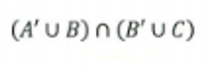 (A′ ∪ B) ∩ (B′ ∪ C)